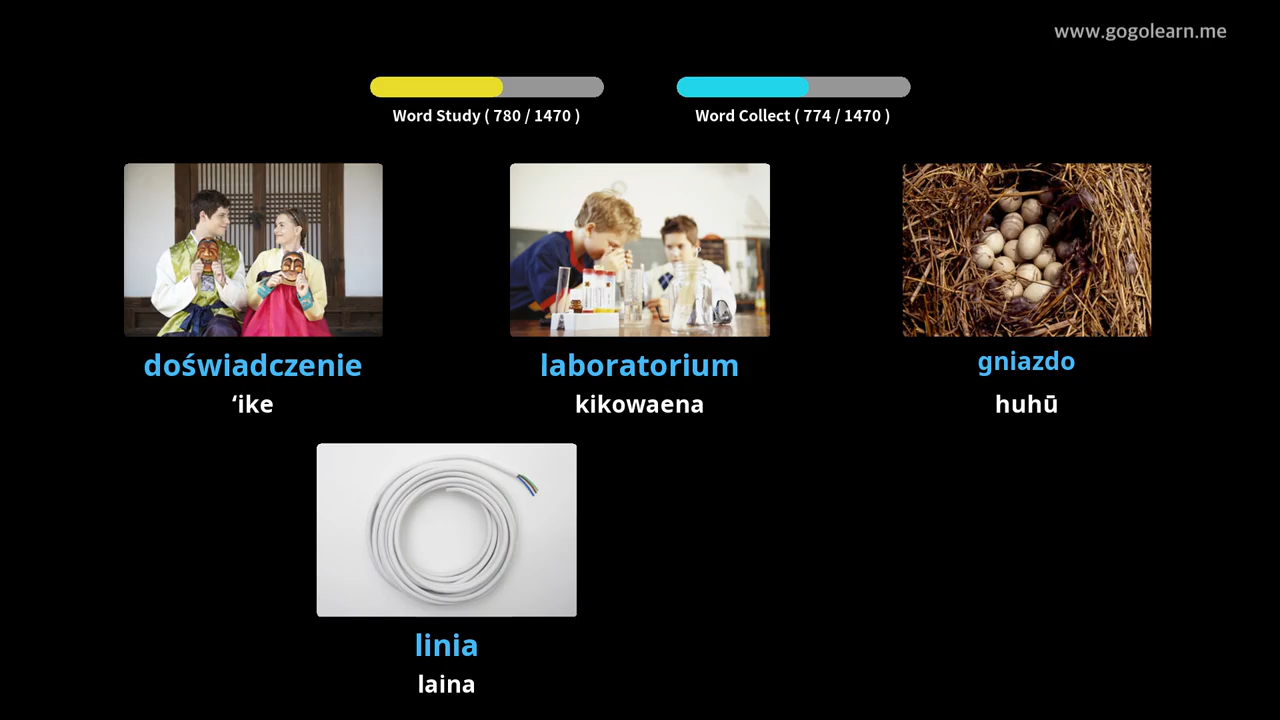 www.gogolearn.me
Word Study ( 780 / 1470 )
Word Collect ( 774 / 1470 )
doświadczenie
ʻike
laboratorium
kikowaena
gniazdo
huhū
linia
laina